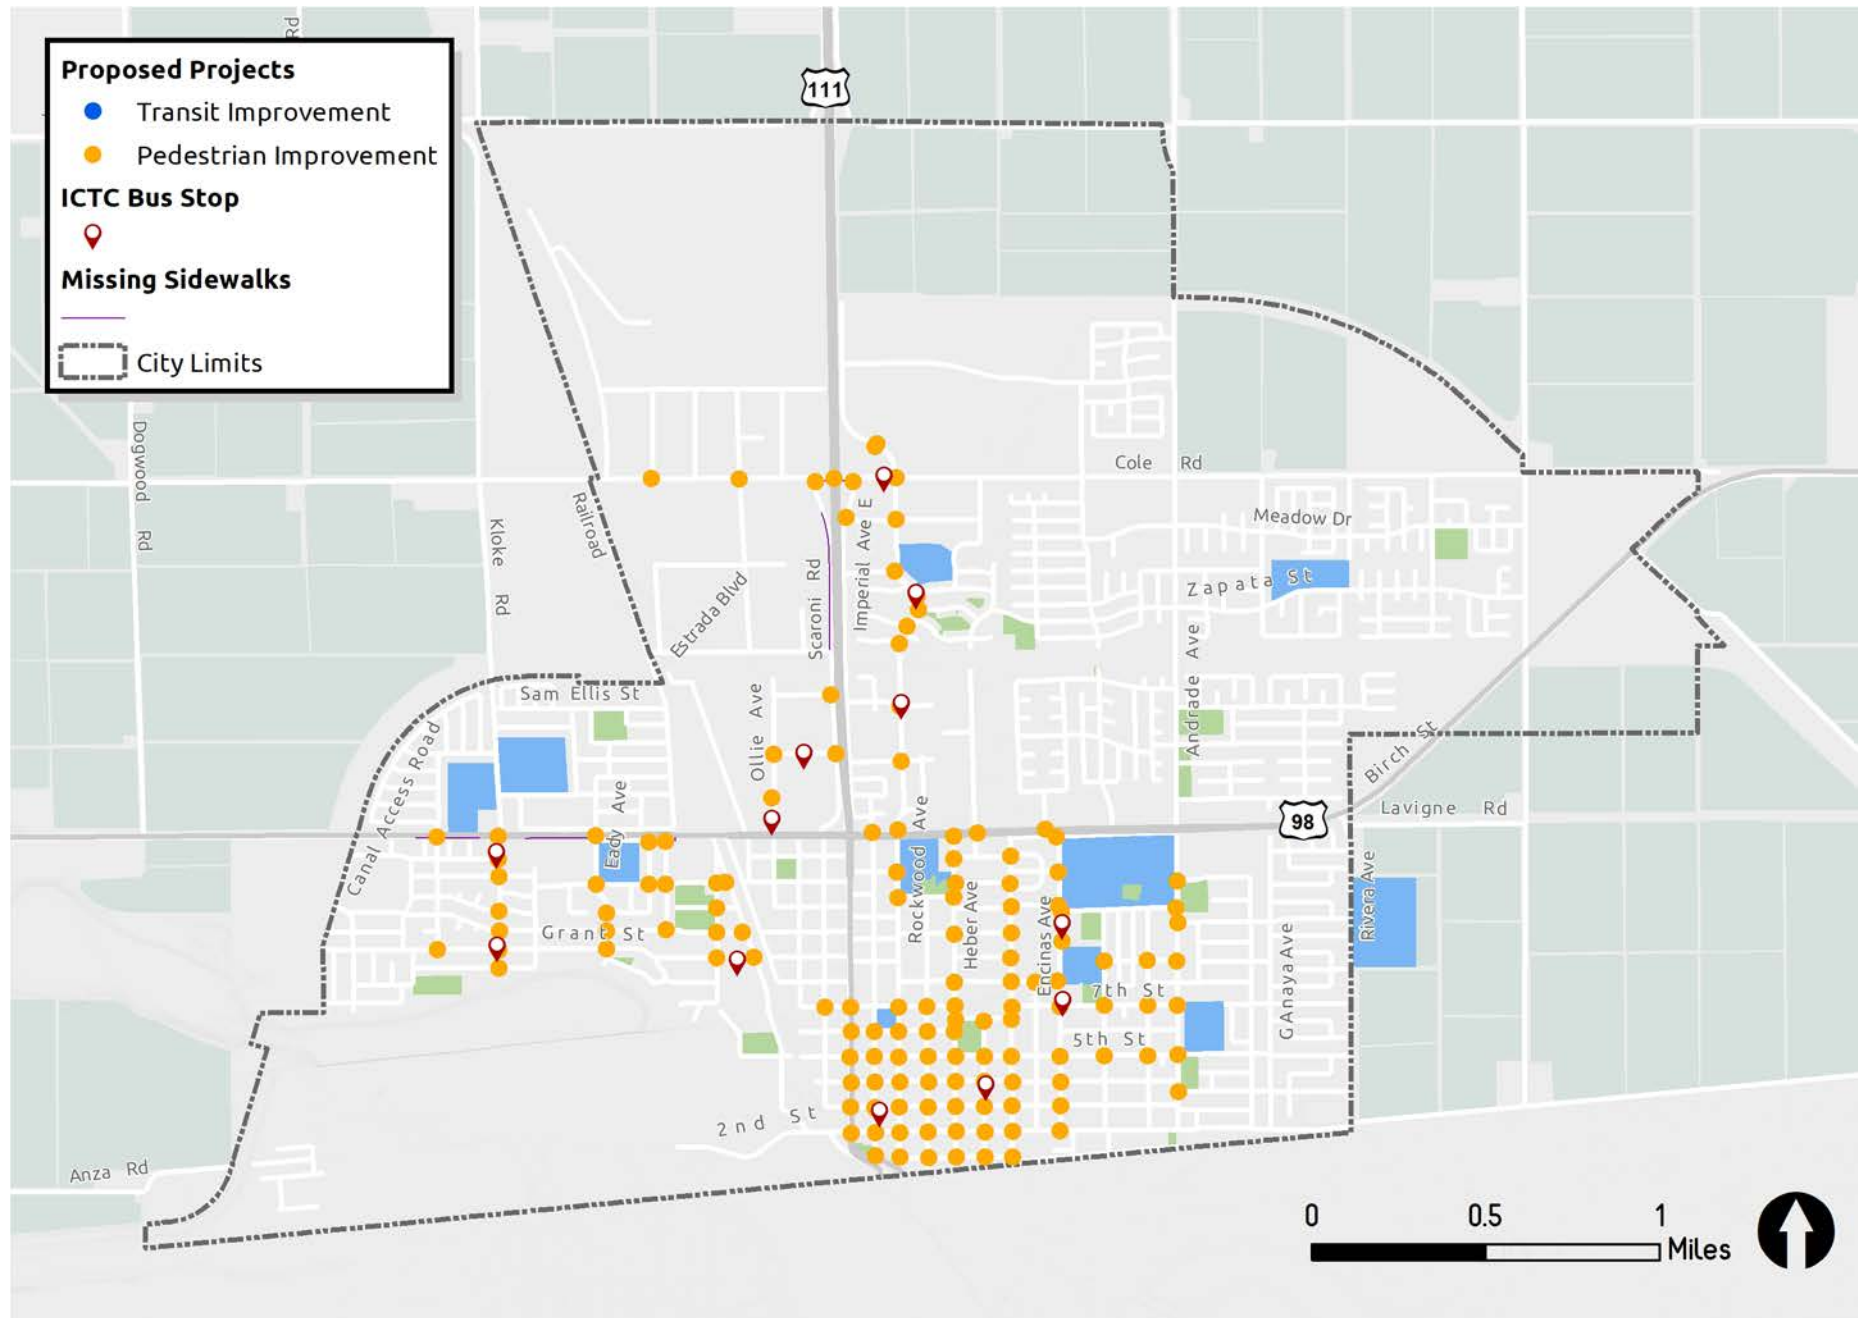 Rd
Proposed Projects
Transit Improvement
Pedestrian Improvement
ICTC Bus Stop
Missing Sidewalks
City Limits
111
Dogwood Rd
Kloke Rd
Railroad
Cole Rd
Meadow Dr
Zapata St
Imperial Ave E
Scaroni Rd
Estrada Blvd
Sam Ellis St
Ollie Ave
Andrade Ave
Birch St
Canal Access Road
Eady Ave
Rockwood Ave
98
Lavigne Rd
Grant St
Heber Ave
Encinas Ave
Rivera Ave
G Anaya Ave
7th St
5th St
2nd St
Anza Rd
0 0.5 1
Miles